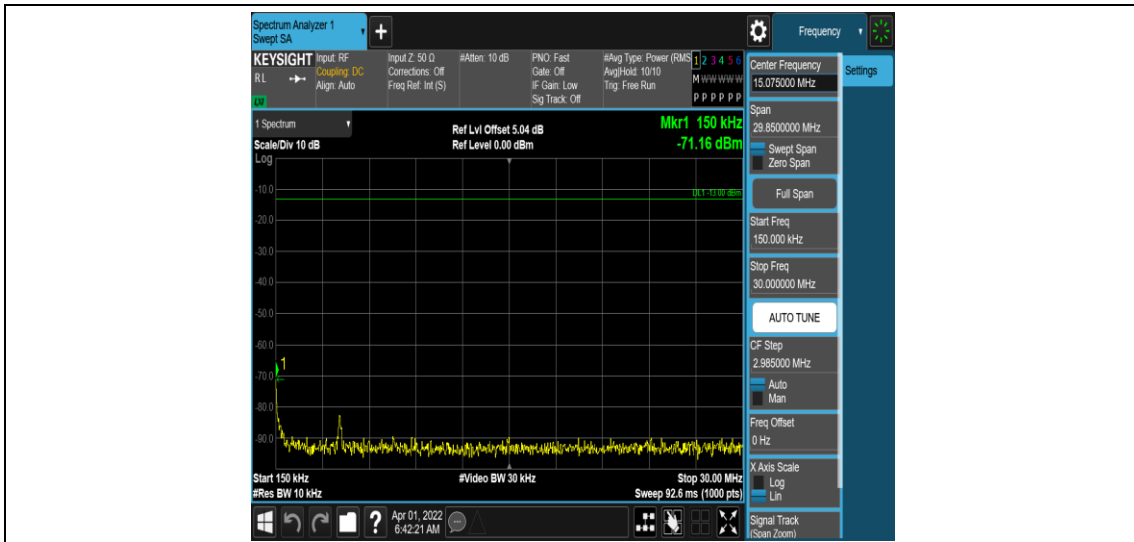 Spectrum Analyzer 1
Swept SA
+
Frequency
KEYSIGHT
RL
LXI
Input: RF
Coupling: DC
Align: Auto
Input Z: 50 Ω
Corrections: Off
Freq Ref: Int (S)
#Atten: 10 dB
PNO: Fast
Gate: Off
IF Gain: Low
Sig Track: Off
#Avg Type: Power (RMS
Avg|Hold: 10/10
Trig: Free Run
1 2 3 4 5 6
M W W W W W
P P P P P P
Center Frequency
15.075000 MHz
Settings
1 Spectrum
Scale/Div 10 dB
Log
Ref Lvl Offset 5.04 dB
Ref Level 0.00 dBm
Mkr1 150 kHz
-71.16 dBm
DL1 -13.00 dBm
-10.0
-20.0
-30.0
-40.0
-50.0
-60.0
-70.0
-80.0
-90.0
1
Start 150 kHz
#Res BW 10 kHz
#Video BW 30 kHz
Stop 30.00 MHz
Sweep 92.6 ms (1000 pts)
Span
29.8500000 MHz
Swept Span
Zero Span
Full Span
Start Freq
150.000 kHz
Stop Freq
30.000000 MHz
AUTO TUNE
CF Step
2.985000 MHz
Auto
Man
Freq Offset
0 Hz
X Axis Scale
Log
Lin
Signal Track
(Span Zoom)
?
Apr 01, 2022
6:42:21 AM